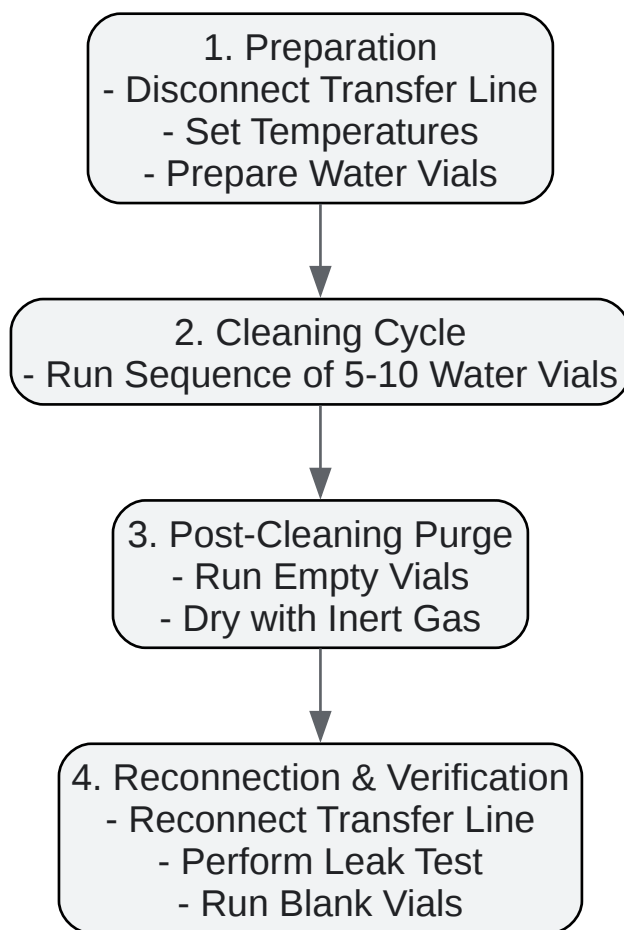 1. Preparation
- Disconnect Transfer Line
- Set Temperatures
- Prepare Water Vials
2. Cleaning Cycle
- Run Sequence of 5-10 Water Vials
3. Post-Cleaning Purge
- Run Empty Vials
- Dry with Inert Gas
4. Reconnection & Verification
- Reconnect Transfer Line
- Perform Leak Test
- Run Blank Vials